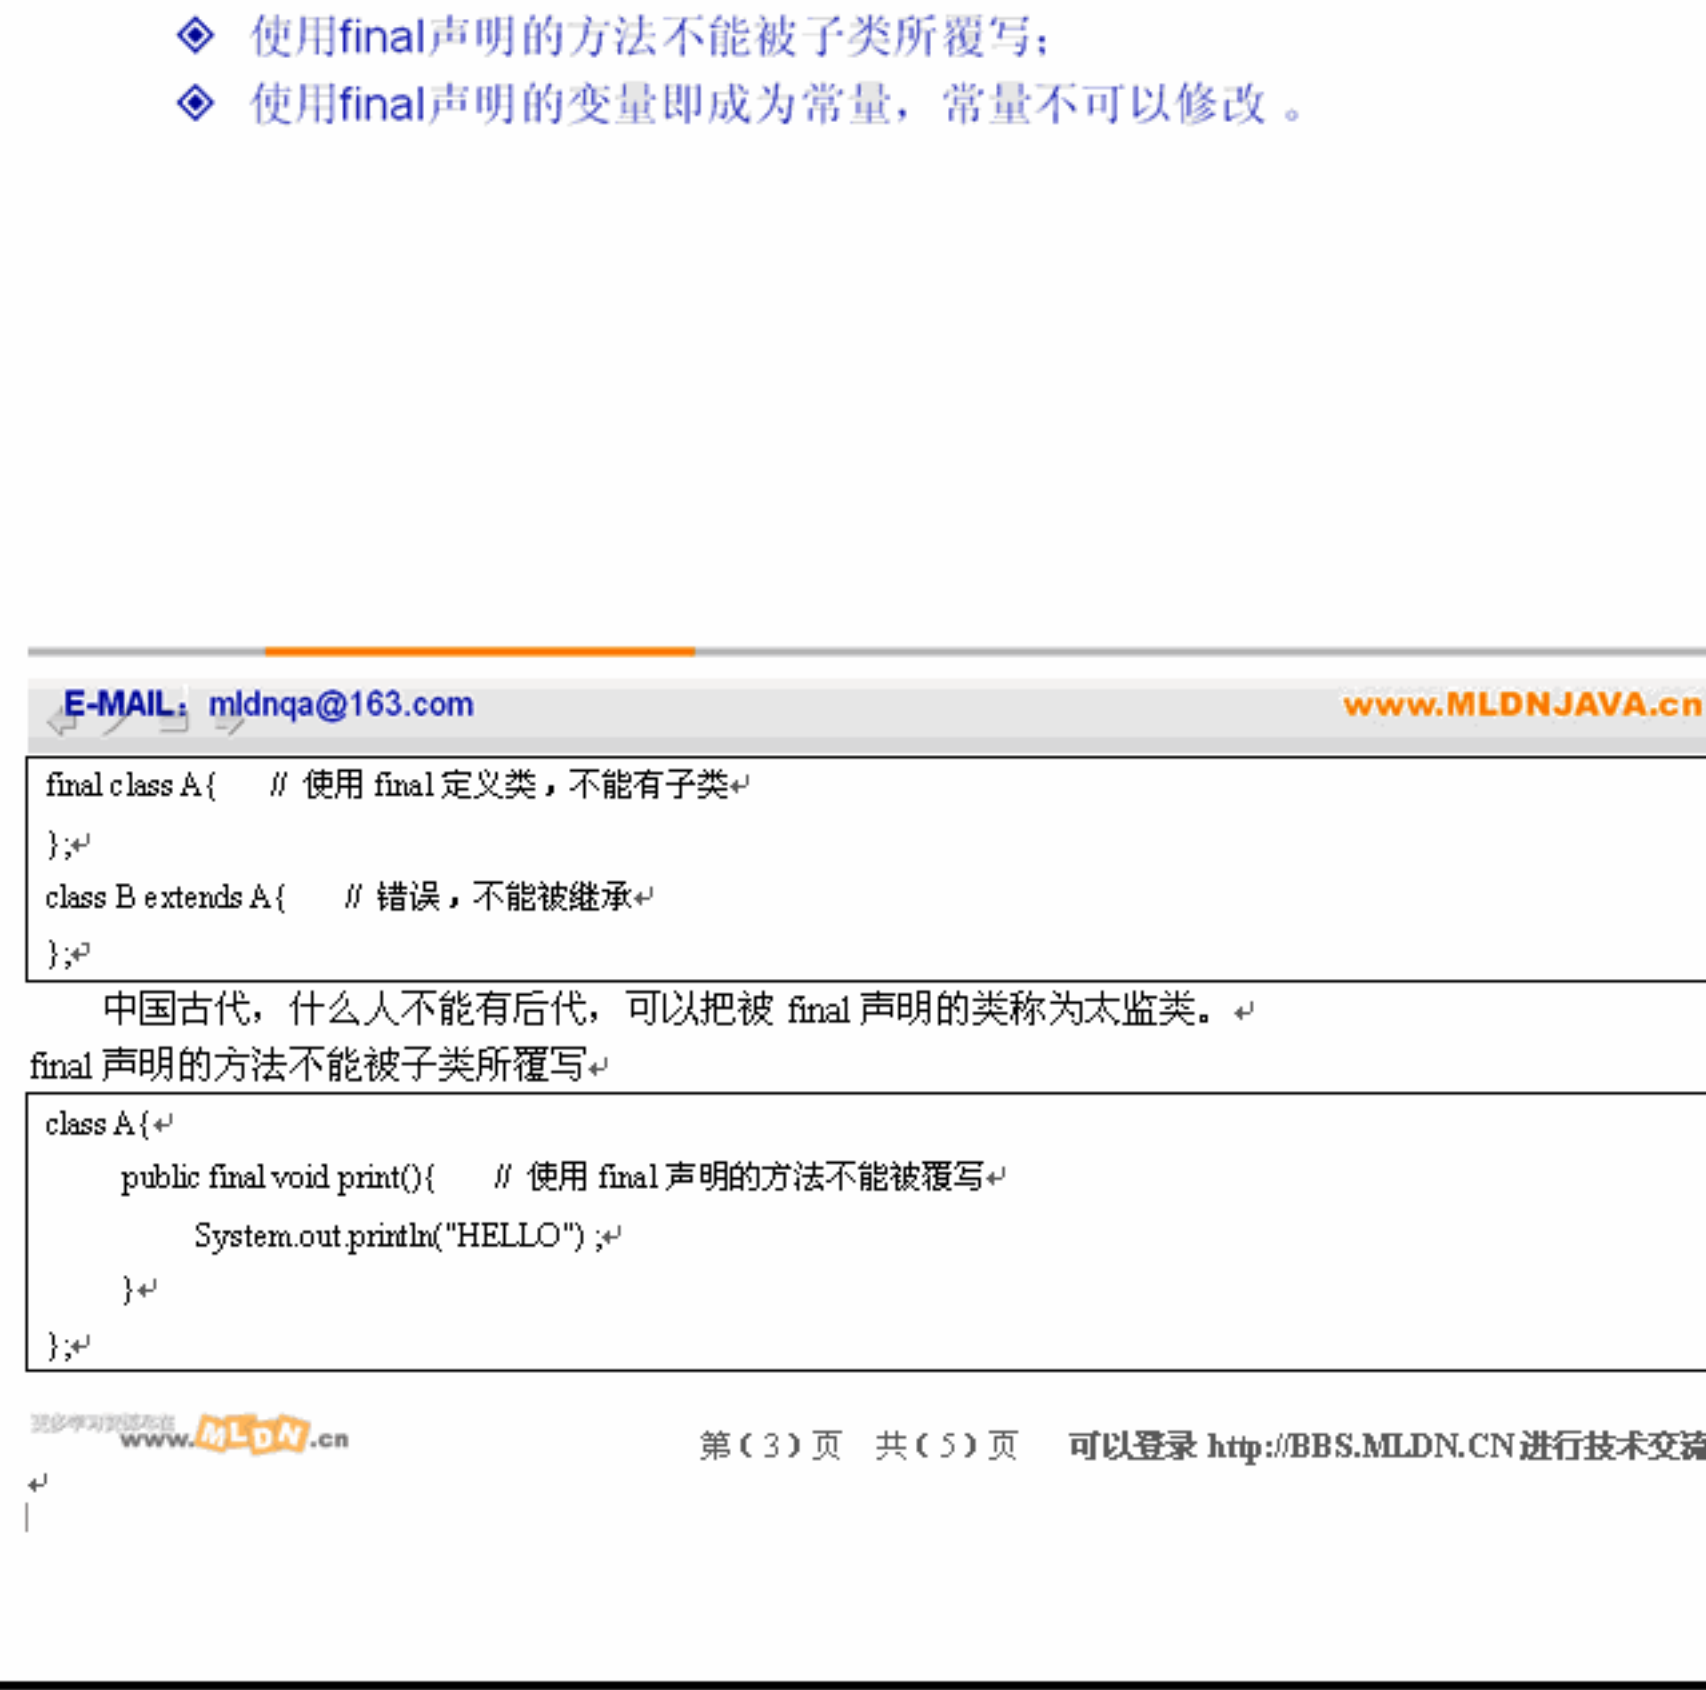 使用final声明的方法不能被子类所覆写；
使用final声明的变量即成为常量，常量不可以修改 。
E-MAIL：mldnqa@163.com
www.MLDNJAVA.cn
final class A{ // 使用 final 定义类，不能有子类
};
class B extends A{ // 错误，不能被继承
};
中国古代，什么人不能有后代，可以把被 final 声明的类称为太监类。
final 声明的方法不能被子类所覆写
class A{
public final void print(){ // 使用 final 声明的方法不能被覆写
System.out.println("HELLO") ;
}
};
更多学习资源在
www.MLDN.cn
第（3）页 共（5）页 可以登录 http://BBS.MLDN.CN 进行技术交流